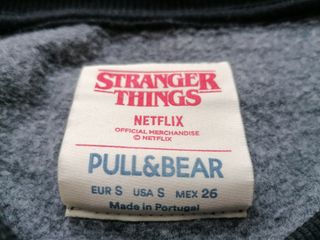 STRANGER
THINGS
NETFLIX
OFFICIAL MERCHANDISE
© NETFLIX
PULL&BEAR
EUR S USA S MEX 26
Made in Portugal